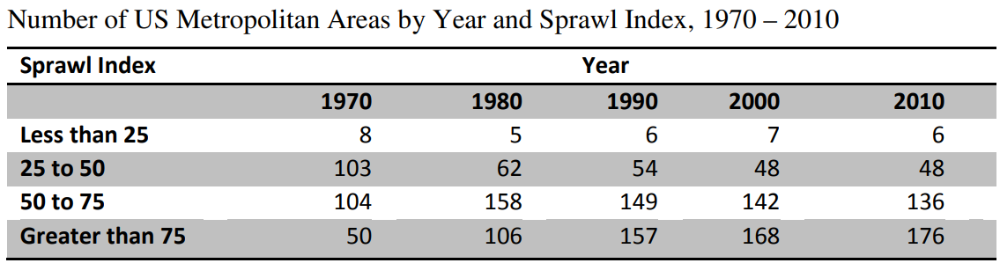 Number of US Metropolitan Areas by Year and Sprawl Index, 1970 – 2010
Sprawl Index Year
1970 1980 1990 2000 2010
Less than 25 8 5 6 7 6
25 to 50 103 62 54 48 48
50 to 75 104 158 149 142 136
Greater than 75 50 106 157 168 176